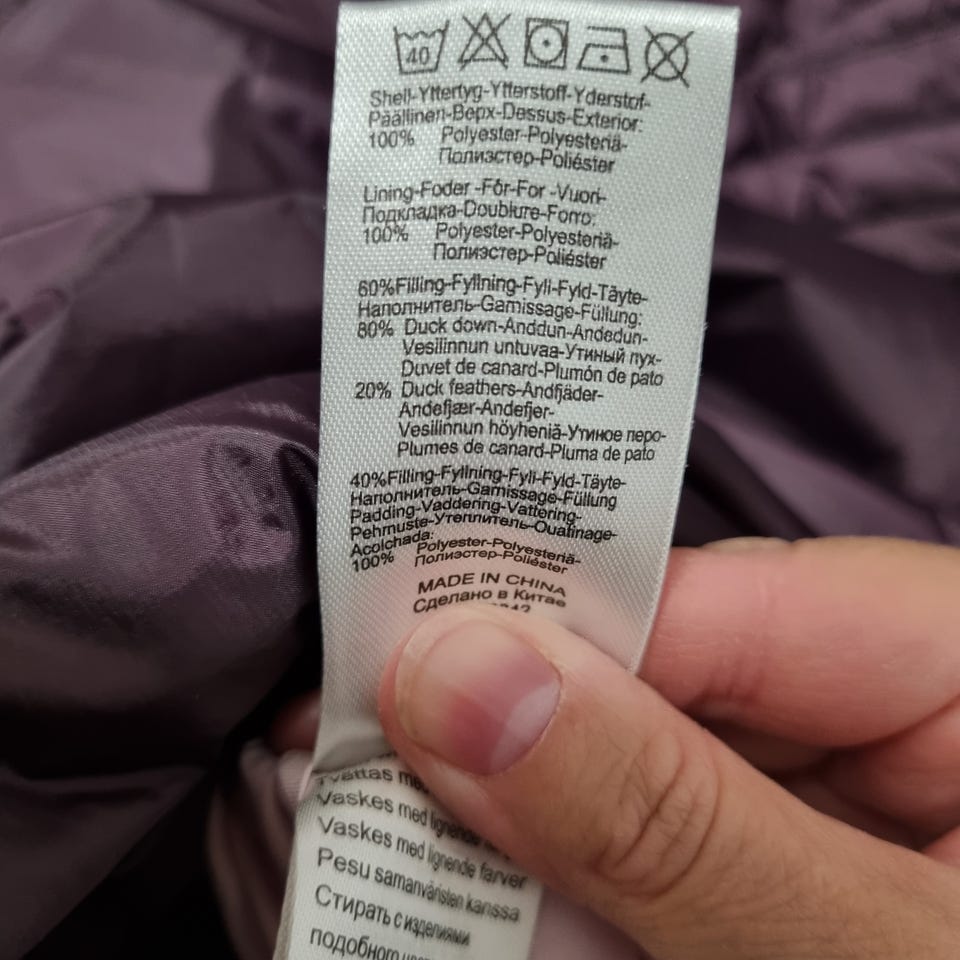 40
Shell-Yttertyg-Ytterstoff-Yderstof-
Päällinen-Верх-Dessus-Exterior:
100% Polyester-Polyesteriä-
Полиэстер-Poliéster
Lining-Foder -Fór-For -Vuori-
Подкладка-Doublure-Forro:
100% Polyester-Polyesteriä-
Полиэстер-Poliéster
60%Filling-Fyllning-Fyll-Fyld-Täyte-
Наполнитель-Garnissage-Füllung:
80% Duck down-Anddun-Andedun-
Vesilinnun untuvaa-Утиный пух-
Duvet de canard-Plumón de pato
20% Duck feathers-Andfjäder-
Andefjær-Andefjer-
Vesilinnun höyheniä-Утиное перо-
Plumes de canard-Pluma de pato
40%Filling-Fyllning-Fyll-Fyld-Täyte-
Наполнитель-Garnissage-Füllung
Padding-Vaddering-Vattering-
Pehmuste-Утеплитель-Ouatinage-
Acolchada:
100% Polyester-Polyesteriä-
Полиэстер-Poliéster
MADE IN CHINA
Сделано в Китае
Tvättas
Vaskes med lignende
Vaskes med lignende farver
Pesu samanväristen kanssa
Стирать с изделиями
подобного